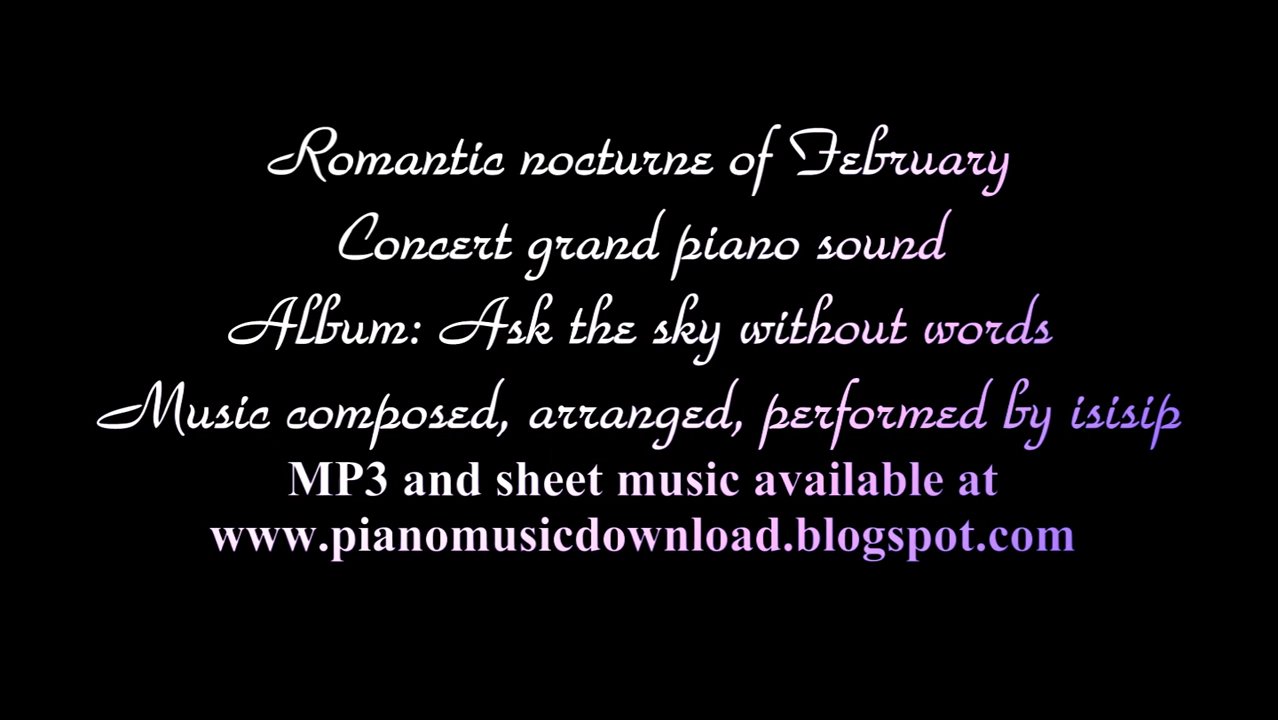 Romantic nocturne of February
Concert grand piano sound
Album: Ask the sky without words
Music composed, arranged, performed by isisip
MP3 and sheet music available at
www.pianomusicdownload.blogspot.com